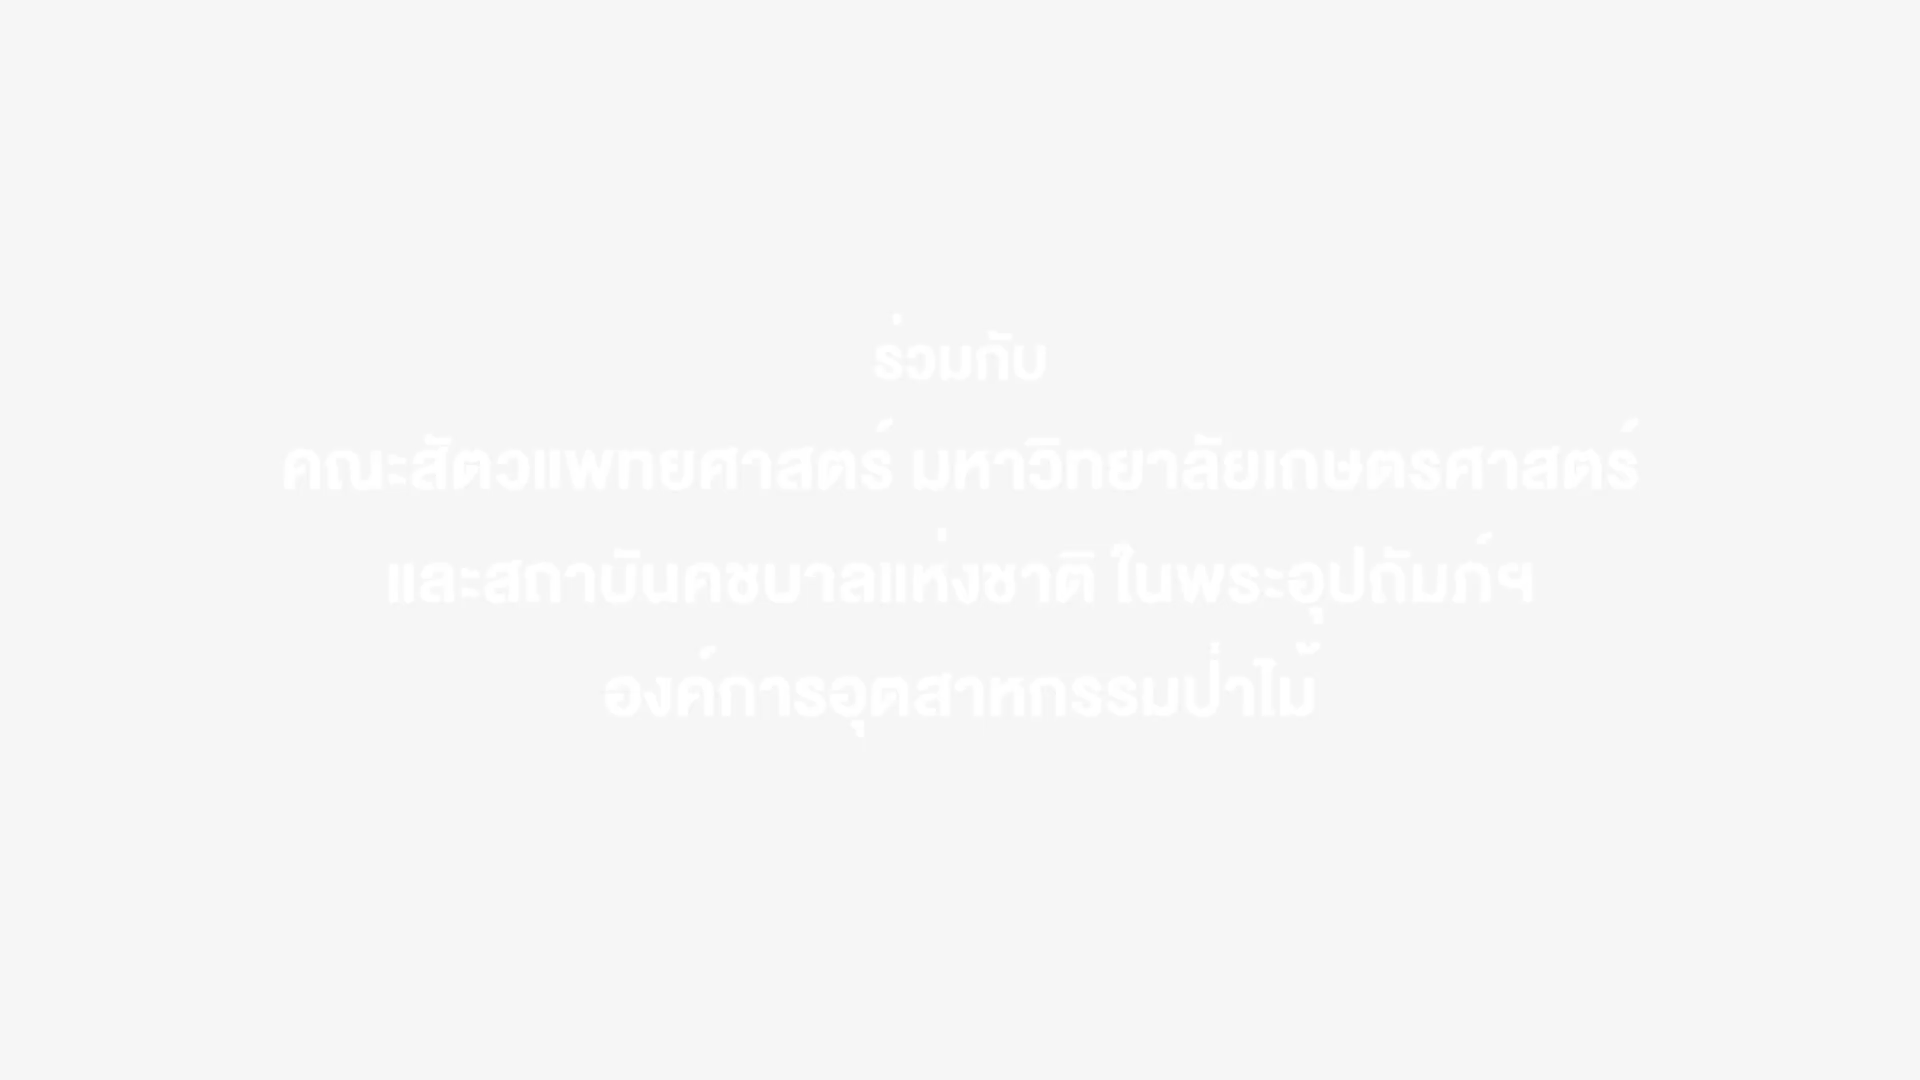 ร่วมกับ
คณะสัตวแพทยศาสตร์ มหาวิทยาลัยเกษตรศาสตร์
และสถาบันคชบาลแห่งชาติ ในพระอุปถัมภ์ฯ
องค์การอุตสาหกรรมป่าไม้